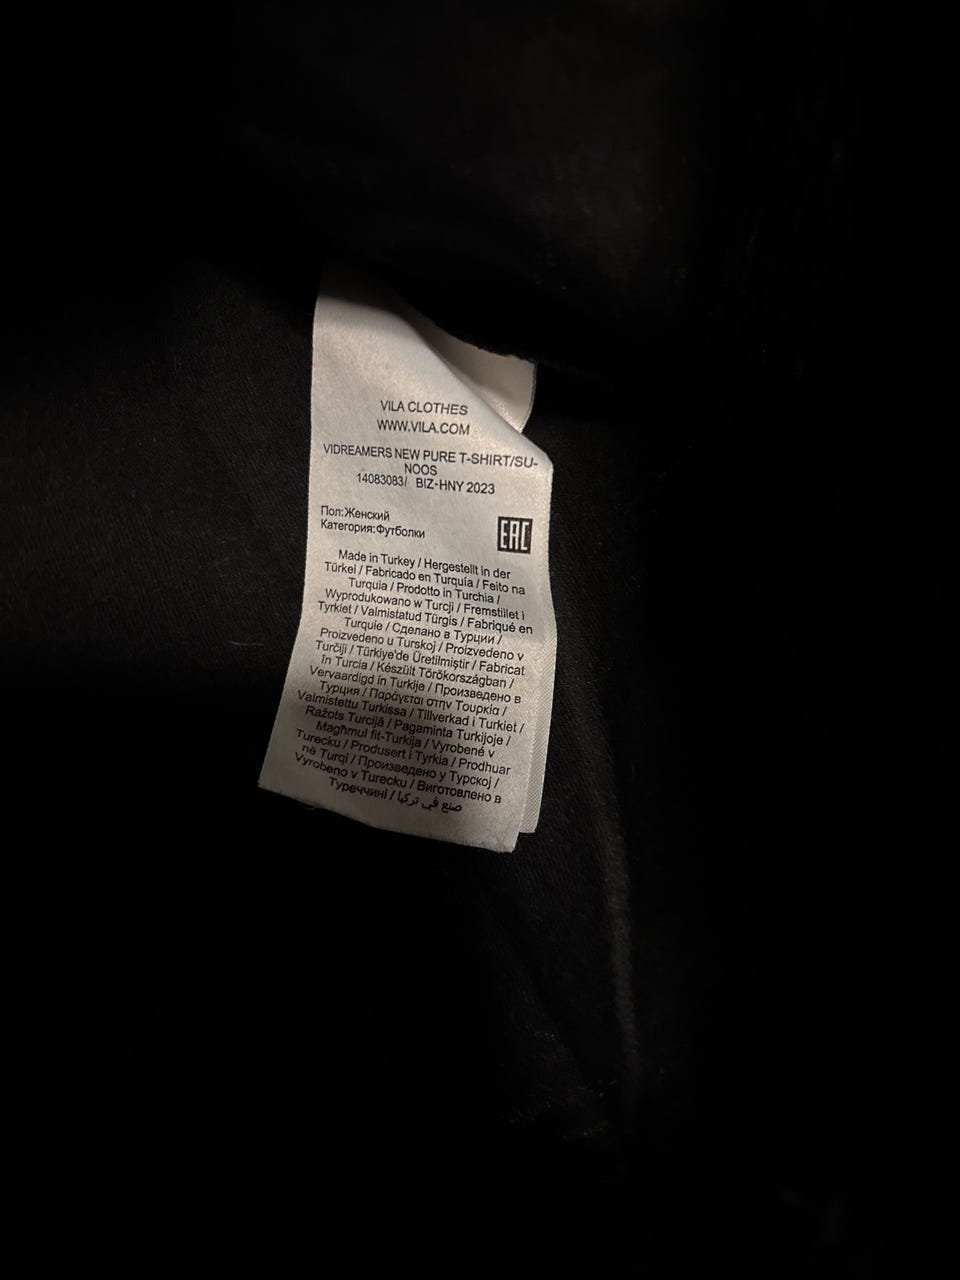 VILA CLOTHES
WWW.VILA.COM
VIDREAMERS NEW PURE T-SHIRT/SU-
NOOS
14083083/ BIZ-HNY 2023
Пол:Женский
Категория:Футболки
EAC
Made in Turkey / Hergestellt in der
Türkei / Fabricado en Turquía / Feito na
Turquia / Prodotto in Turchia /
Wyprodukowano w Turcji / Fremstillet i
Tyrkiet / Valmistatud Türgis / Fabriqué en
Turquie / Сделано в Турции /
Proizvedeno u Turskoj / Proizvedeno v
Turčiji / Türkiye'de Üretilmiştir / Fabricat
în Turcia / Készült Törökországban /
Vervaardigd in Turkije / Произведено в
Турция / Παράγεται στην Τουρκία /
Valmistettu Turkissa / Tillverkad i Turkiet /
Ražots Turcijā / Pagaminta Turkijoje /
Magħmul fit-Turkija / Vyrobené v
Turecku / Produsert i Tyrkia / Prodhuar
në Turqi / Произведено у Турској /
Vyrobeno v Turecku / Виготовлено в
Туреччині / صنع في تركيا